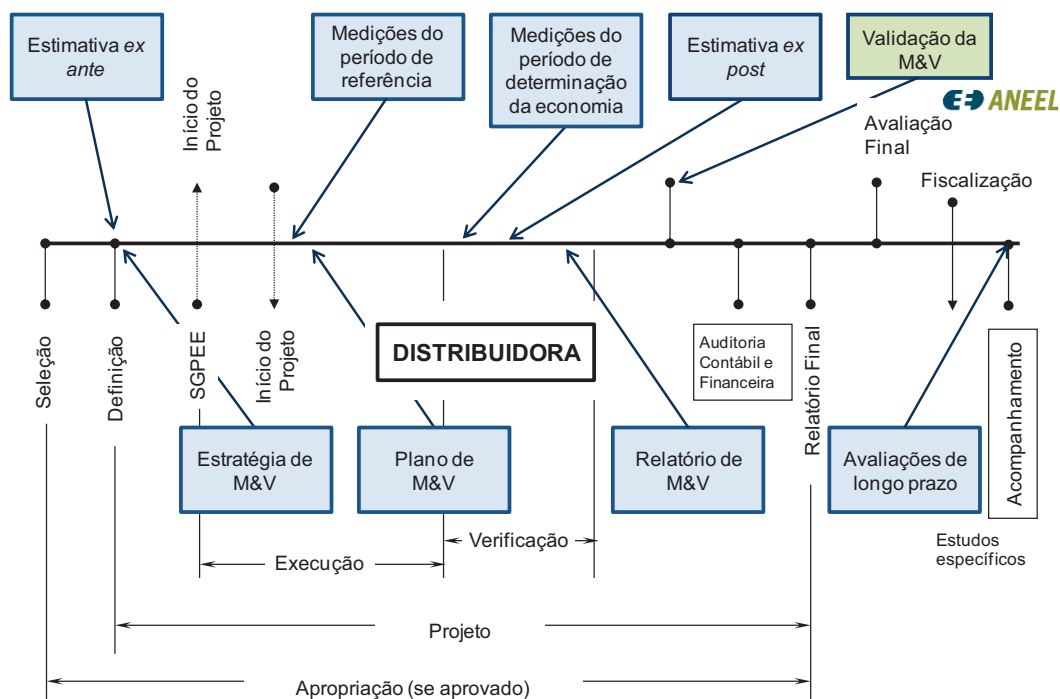 Estimativa ex
ante
Início do
Projeto
Medições do
período de
referência
Medições do
período de
determinação
da economia
Estimativa ex
post
Validação da
M&V
ANEEL
Avaliação
Final
Fiscalização
Seleção
Definição
SGPEE
Início do
Projeto
DISTRIBUIDORA
Auditoria
Contábil e
Financeira
Relatório Final
Acompanhamento
Estratégia de
M&V
Plano de
M&V
Relatório de
M&V
Avaliações de
longo prazo
Verificação
Estudos
específicos
Execução
Projeto
Apropriação (se aprovado)